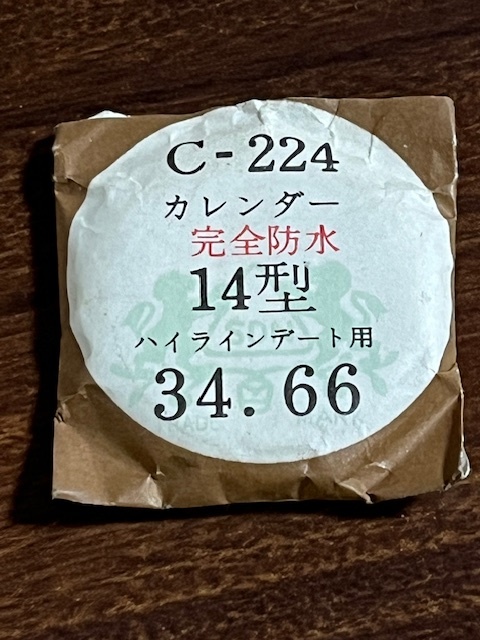 C-224
カレンダー
完全防水
14型
ハイラインデート用
34.66